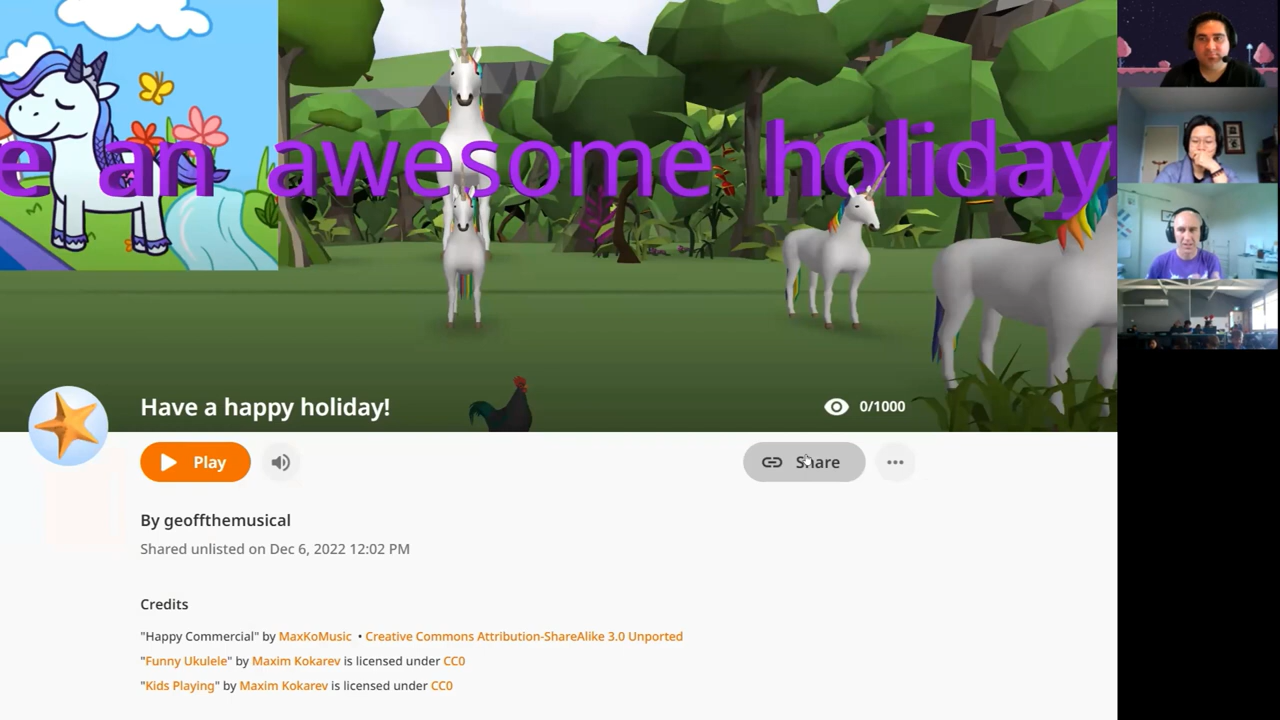 e an awesome holiday!
Have a happy holiday!
0/1000
Play
Share
By geoffthemusical
Shared unlisted on Dec 6, 2022 12:02 PM
Credits
"Happy Commercial" by MaxKoMusic • Creative Commons Attribution-ShareAlike 3.0 Unported
"Funny Ukulele" by Maxim Kokarev is licensed under CC0
"Kids Playing" by Maxim Kokarev is licensed under CC0